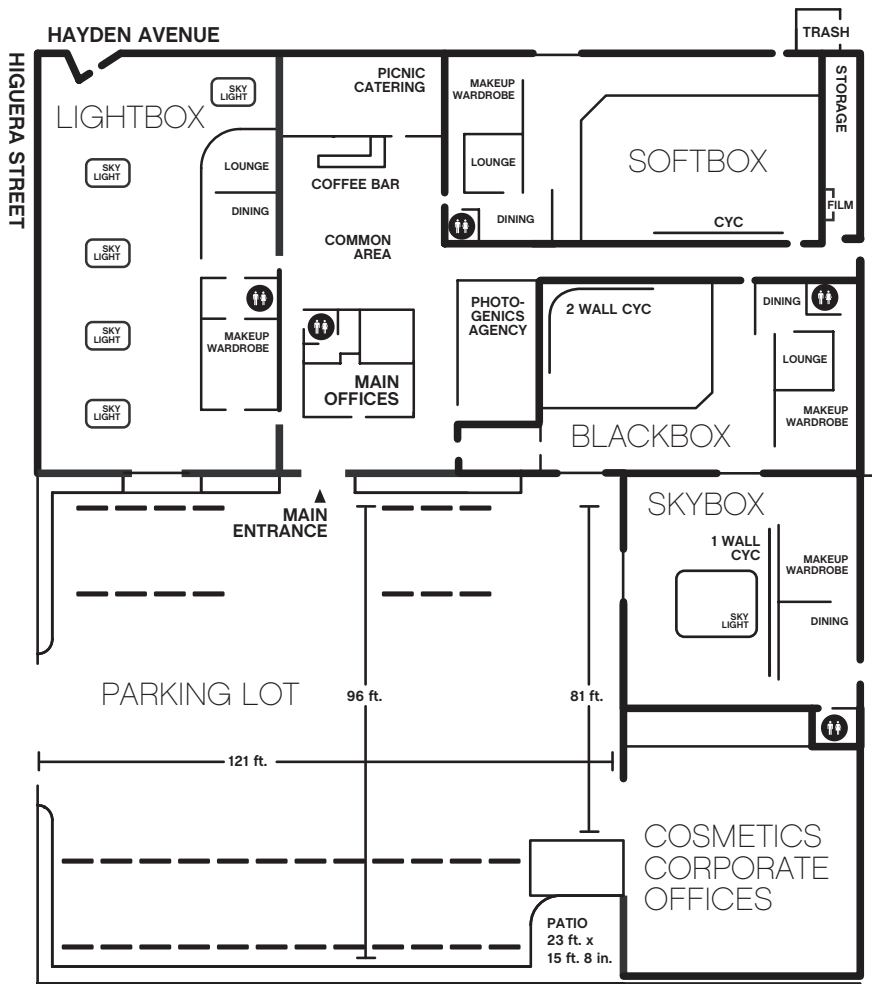 HAYDEN AVENUE
HIGUERA STREET
TRASH
STORAGE
FILM
LIGHTBOX
SKY
LIGHT
SKY
LIGHT
SKY
LIGHT
SKY
LIGHT
SKY
LIGHT
LOUNGE
DINING
MAKEUP
WARDROBE
PICNIC
CATERING
COFFEE BAR
COMMON
AREA
MAIN
OFFICES
MAKEUP
WARDROBE
LOUNGE
DINING
SOFTBOX
CYC
PHOTO-
GENICS
AGENCY
2 WALL CYC
DINING
LOUNGE
MAKEUP
WARDROBE
BLACKBOX
MAIN
ENTRANCE
SKYBOX
1 WALL
CYC
MAKEUP
WARDROBE
SKY
LIGHT
DINING
PARKING LOT
96 ft.
81 ft.
121 ft.
COSMETICS
CORPORATE
OFFICES
PATIO
23 ft. x
15 ft. 8 in.